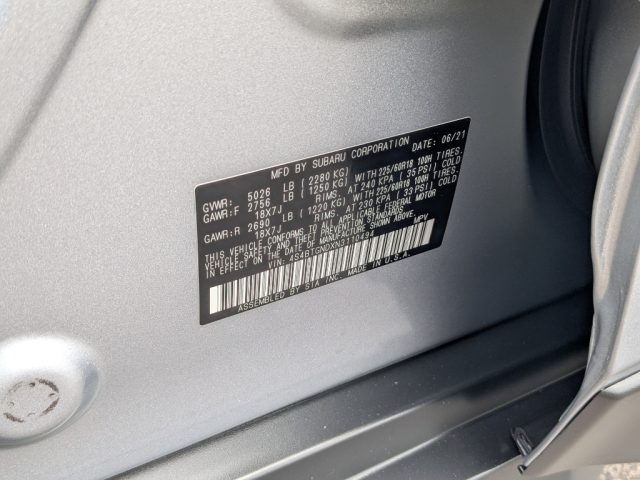 MFD BY SUBARU CORPORATION DATE: 06/21
GVWR: 5026 LB (2280 KG)
GAWR:F 2756 LB (1250 KG) WITH 225/60R18 100H TIRES.
18X7J RIMS. AT 240 KPA (35 PSI) COLD
GAWR:R 2690 LB (1220 KG) WITH 225/60R18 100H TIRES.
18X7J RIMS. AT 230 KPA (33 PSI) COLD
THIS VEHICLE CONFORMS TO ALL APPLICABLE FEDERAL MOTOR
VEHICLE SAFETY AND THEFT PREVENTION STANDARDS
IN EFFECT ON THE DATE OF MANUFACTURE SHOWN ABOVE.
VIN: 4S4BTGNDXN3110494 MPV
ASSEMBLED BY SIA INC. MADE IN U.S.A.